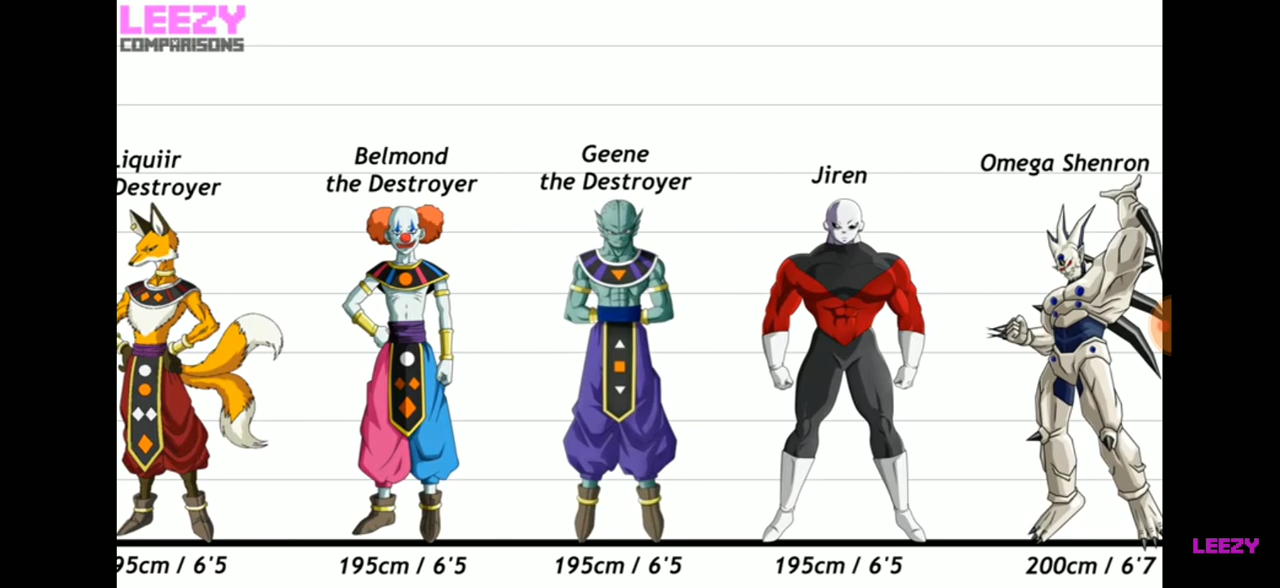 LEEZY
COMPARISONS
Liquiir
Destroyer
Belmond
the Destroyer
Geene
the Destroyer
Jiren
Omega Shenron
95cm / 6'5
195cm / 6'5
195cm / 6'5
195cm / 6'5
200cm / 6'7
LEEZY